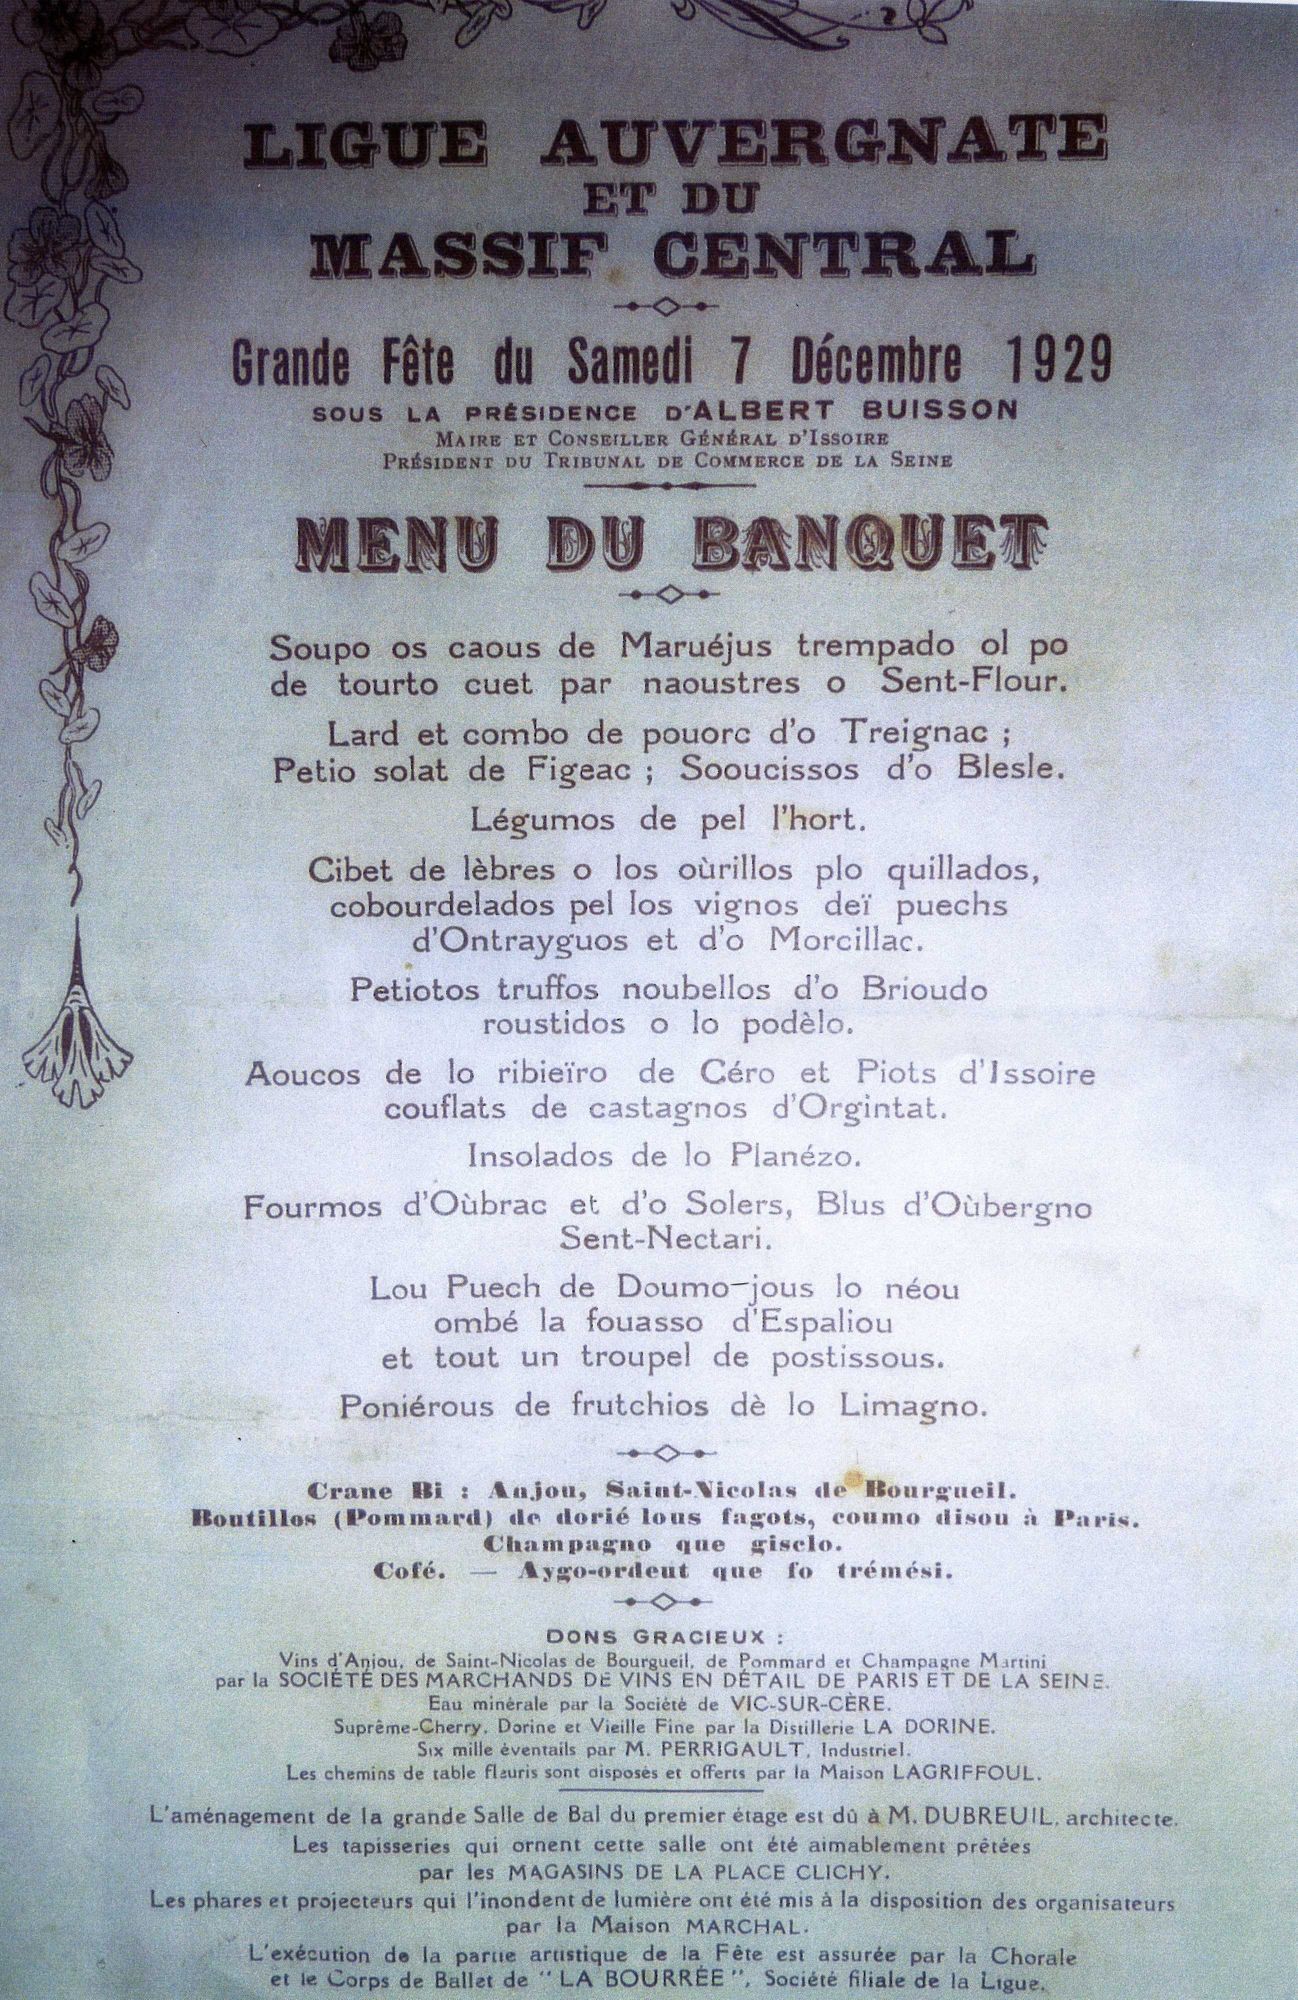 LIGUE AUVERGNATE
ET DU
MASSIF CENTRAL
Grande Fête du Samedi 7 Décembre 1929
SOUS LA PRÉSIDENCE D'ALBERT BUISSON
MAIRE ET CONSEILLER GÉNÉRAL D'ISSOIRE
PRÉSIDENT DU TRIBUNAL DE COMMERCE DE LA SEINE
MENU DU BANQUET
Soupo os caous de Maruéjus trempado ol po
de tourto cuet par naoustres o Sent-Flour.
Lard et combo de pouorc d'o Treignac ;
Petio solat de Figeac ; Sooucissos d'o Blesle.
Légumos de pel l'hort.
Cibet de lèbres o los oùrillos plo quillados,
cobourdelados pel los vignos deï puechs
d'Ontrayguos et d'o Morcillac.
Petiotos truffos noubellos d'o Brioudo
roustidos o lo podèlo.
Aoucos de lo ribieïro de Céro et Piots d'Issoire
couflats de castagnos d'Orgintat.
Insolados de lo Planézo.
Fourmos d'Oùbrac et d'o Solers, Blus d'Oùbergno
Sent-Nectari.
Lou Puech de Doumo-jous lo néou
ombé la fouasso d'Espaliou
et tout un troupel de postissous.
Poniérous de frutchios dè lo Limagno.
Crane Bi : Anjou, Saint-Nicolas de Bourgueil.
Boutillos (Pommard) de dorié lous fagots, coumo disou à Paris.
Champagno que gisclo.
Cofé. — Aygo-ordent que fo trémési.
DONS GRACIEUX :
Vins d'Anjou, de Saint-Nicolas de Bourgueil, de Pommard et Champagne Martini
par la SOCIÉTÉ DES MARCHANDS DE VINS EN DÉTAIL DE PARIS ET DE LA SEINE.
Eau minérale par la Société de VIC-SUR-CÈRE.
Suprême-Cherry, Dorine et Vieille Fine par la Distillerie LA DORINE.
Six mille éventails par M. PERRIGAULT, Industriel.
Les chemins de table fleuris sont disposés et offerts par la Maison LAGRIFFOUL.
L'aménagement de la grande Salle de Bal du premier étage est dû à M. DUBREUIL, architecte.
Les tapisseries qui ornent cette salle ont été aimablement prêtées
par les MAGASINS DE LA PLACE CLICHY.
Les phares et projecteurs qui l'inondent de lumière ont été mis à la disposition des organisateurs
par la Maison MARCHAL.
L'exécution de la partie artistique de la Fête est assurée par la Chorale
et le Corps de Ballet de "LA BOURRÉE", Société filiale de la Ligue.